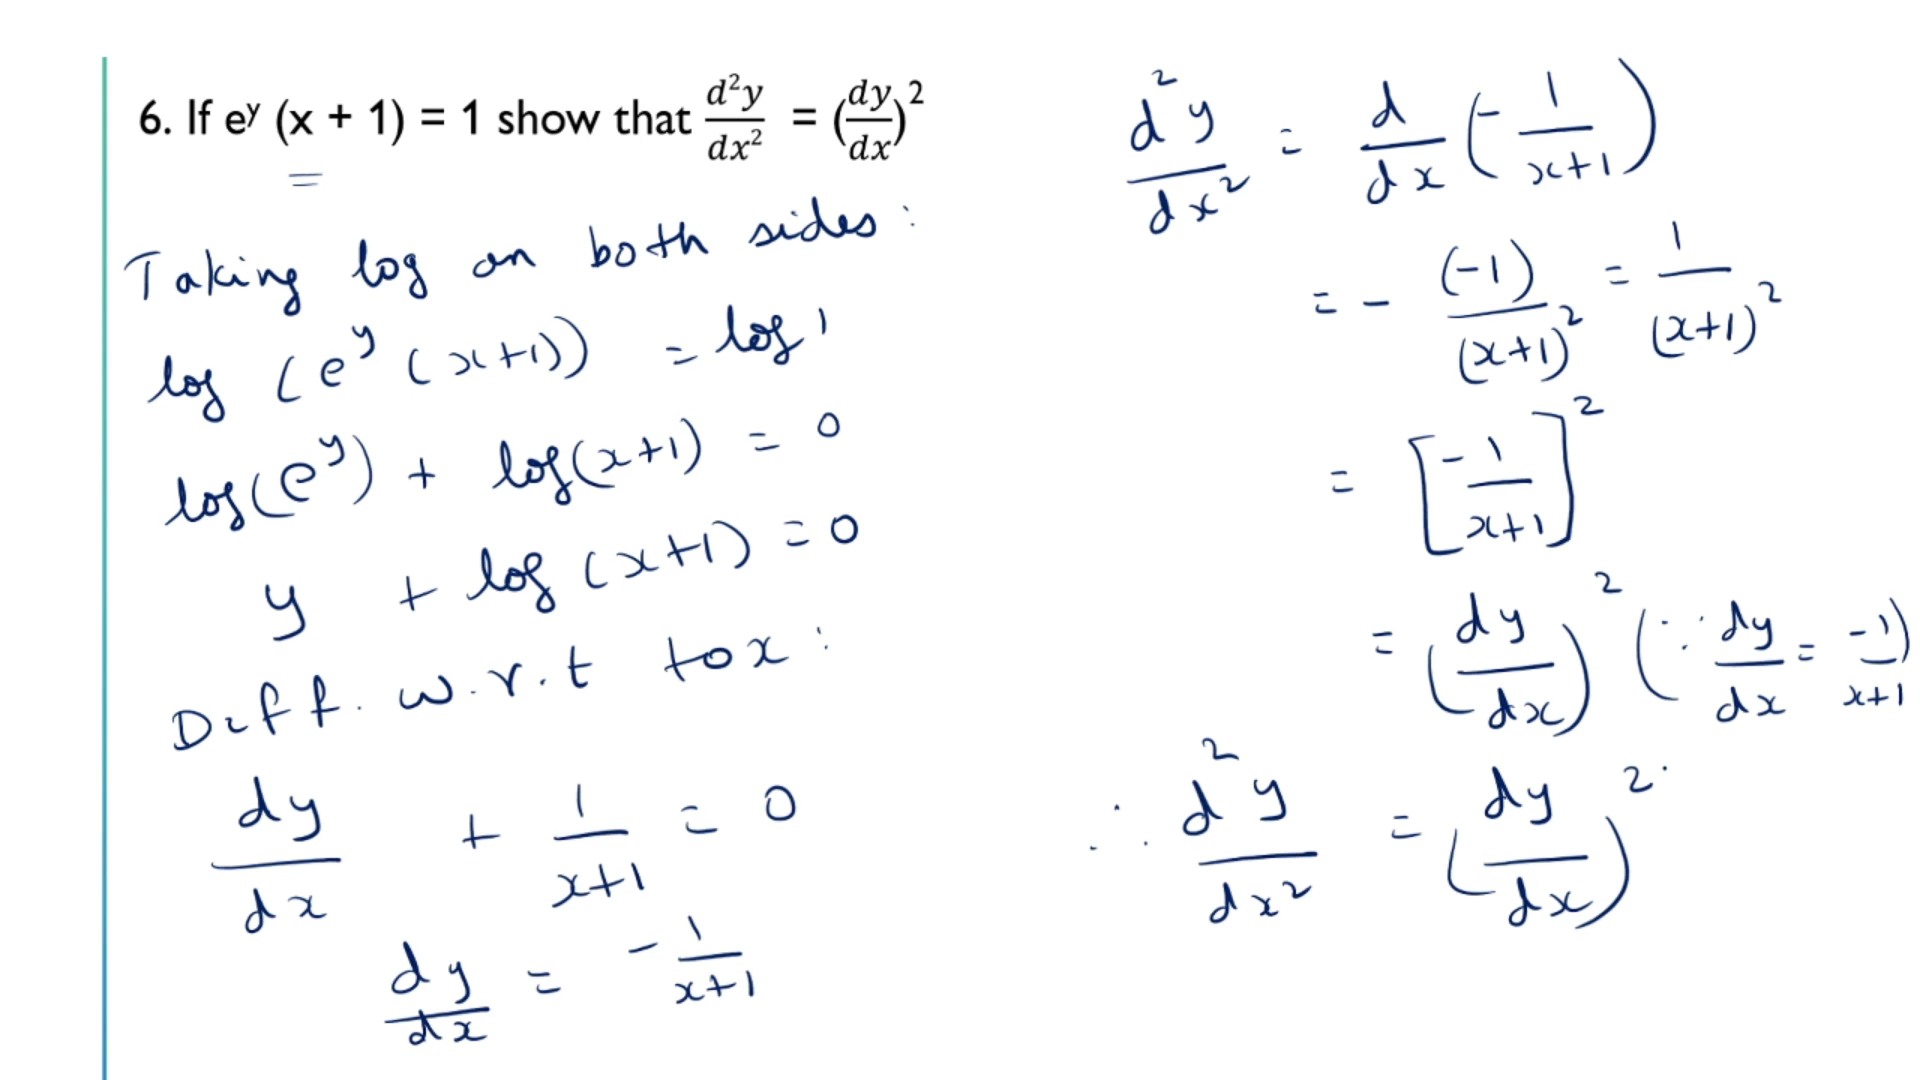 6. If eʸ (x + 1) = 1 show that d²y/dx² = (dy/dx)²
Taking log on both sides:
log (eʸ (x+1)) = log 1
log(eʸ) + log(x+1) = 0
y + log (x+1) = 0
Diff. w.r.t to x:
dy/dx + 1/(x+1) = 0
dy/dx = - 1/(x+1)
d²y/dx² = d/dx (- 1/(x+1))
= - (-1)/(x+1)² = 1/(x+1)²
= [-1/(x+1)]²
= (dy/dx)² (∵ dy/dx = -1/(x+1))
∴ d²y/dx² = (dy/dx)².